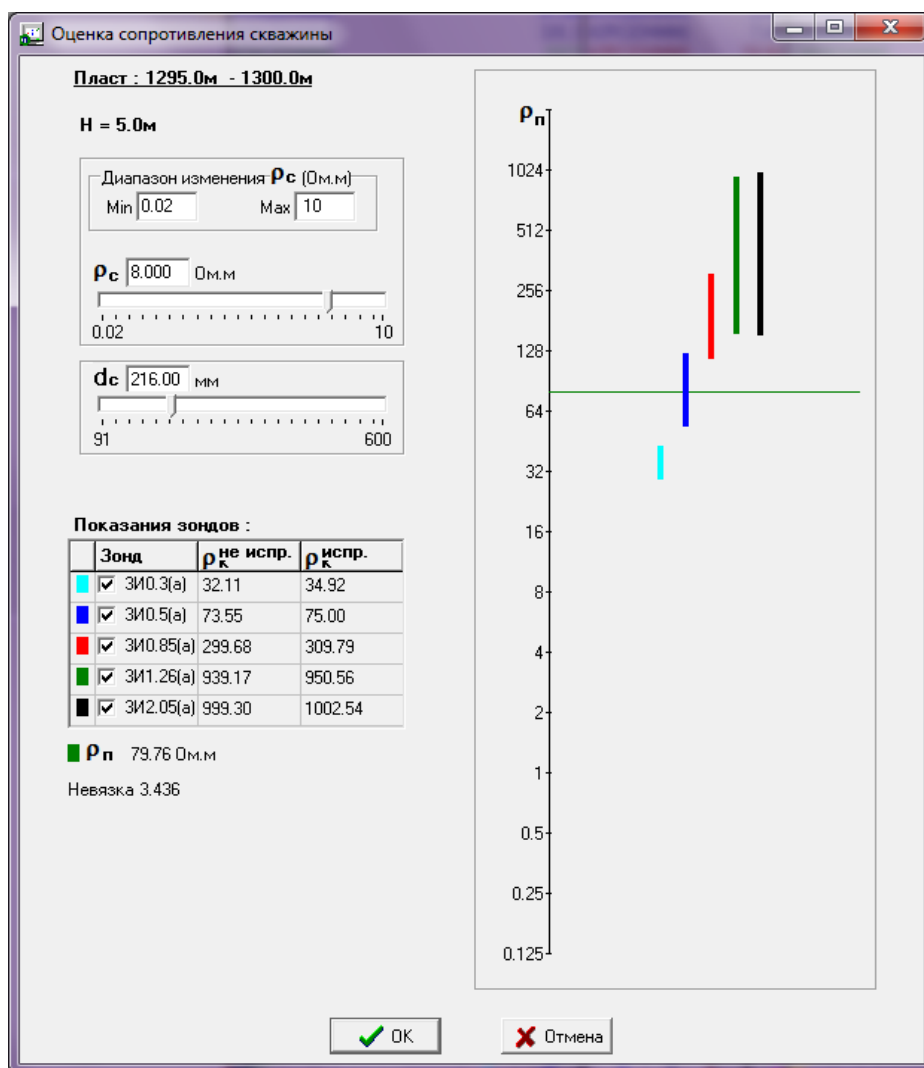 Оценка сопротивления скважины
Пласт : 1295.0м - 1300.0м
H = 5.0м
Диапазон изменения ρс (Ом.м)
Min 0.02 Max 10
ρс 8.000 Ом.м
0.02 10
dс 216.00 мм
91 600
Показания зондов :
Зонд ρк не испр. ρк испр.
ЗИ0.3(а) 32.11 34.92
ЗИ0.5(а) 73.55 75.00
ЗИ0.85(а) 299.68 309.79
ЗИ1.26(а) 939.17 950.56
ЗИ2.05(а) 999.30 1002.54
ρп 79.76 Ом.м
Невязка 3.436
ρп
1024
512
256
128
64
32
16
8
4
2
1
0.5
0.25
0.125
OK
Отмена